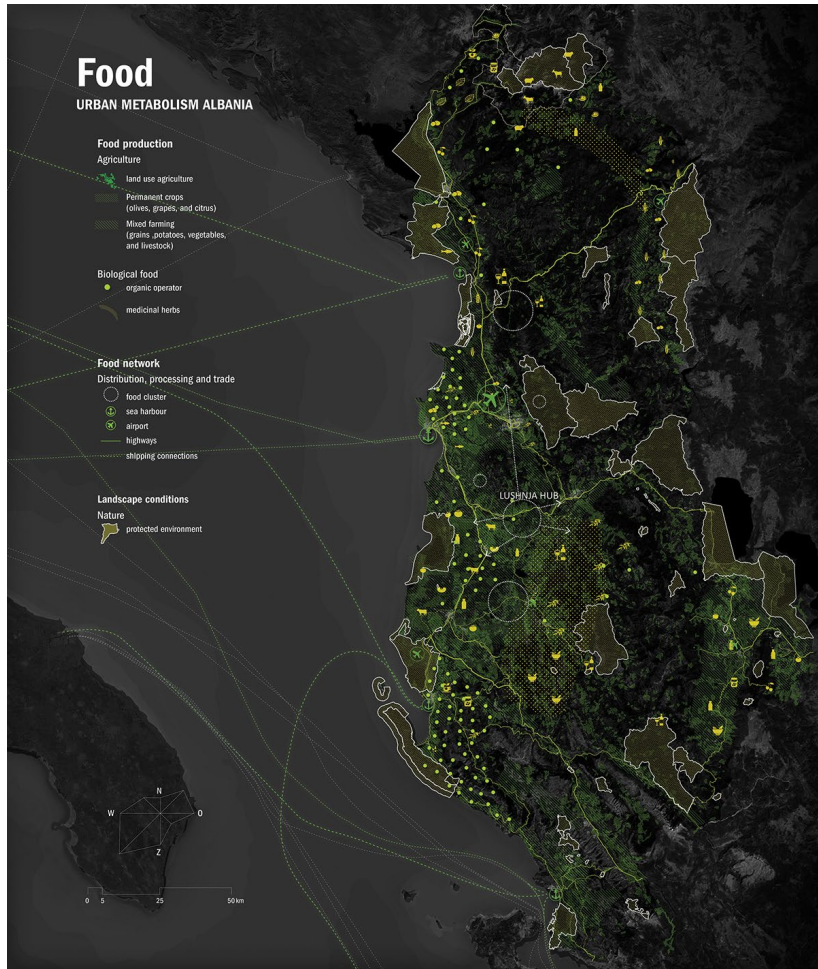 Food
URBAN METABOLISM ALBANIA
Food production
Agriculture
land use agriculture
Permanent crops
(olives, grapes, and citrus)
Mixed farming
(grains ,potatoes, vegetables,
and livestock)
Biological food
organic operator
medicinal herbs
Food network
Distribution, processing and trade
food cluster
sea harbour
airport
highways
shipping connections
LUSHNJA HUB
Landscape conditions
Nature
protected environment
N
W
O
Z
0 5 25 50 km